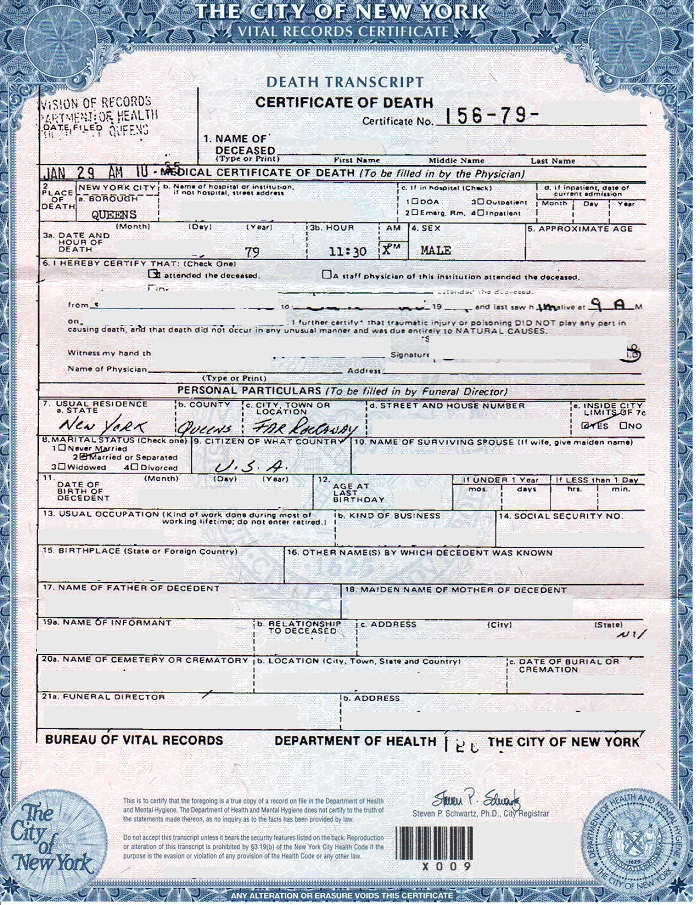 THE CITY OF NEW YORK
VITAL RECORDS CERTIFICATE
DEATH TRANSCRIPT
VISION OF RECORDS
ARTMENT OF HEALTH
DATE FILED QUEENS
CERTIFICATE OF DEATH
Certificate No. 156-79-
1. NAME OF DECEASED
(Type or Print) First Name Middle Name Last Name
JAN 29 AM 10
MEDICAL CERTIFICATE OF DEATH (To be filled in by the Physician)
2. PLACE OF DEATH
NEW YORK CITY
a. BOROUGH
QUEENS
b. Name of hospital or institution, if not hospital, street address
c. If in hospital (Check)
1 DOA 3 Outpatient
2 Emerg. Rm, 4 Inpatient
d. If inpatient, date of current admission
Month Day Year
3a. DATE AND HOUR OF DEATH
(Month) (Day) (Year)
79
3b. HOUR
11:30
AM
X PM
4. SEX
MALE
5. APPROXIMATE AGE
6. I HEREBY CERTIFY THAT: (Check One)
attended the deceased. A staff physician of this institution attended the deceased.
from to 19 and last saw him alive at 9 A M
on I further certify* that traumatic injury or poisoning DID NOT play any part in
causing death, and that death did not occur in any unusual manner and was due entirely to NATURAL CAUSES.
Witness my hand th Signature
Name of Physician Address
(Type or Print)
PERSONAL PARTICULARS (To be filled in by Funeral Director)
7. USUAL RESIDENCE
a. STATE
New York
b. COUNTY
Queens
c. CITY, TOWN OR LOCATION
Far Rockaway
d. STREET AND HOUSE NUMBER
e. INSIDE CITY LIMITS OF 7c
YES NO
8. MARITAL STATUS (Check one)
1 Never Married
2 Married or Separated
3 Widowed 4 Divorced
9. CITIZEN OF WHAT COUNTRY
U.S.A.
10. NAME OF SURVIVING SPOUSE (If wife, give maiden name)
11. DATE OF BIRTH OF DECEDENT
(Month) (Day) (Year)
12. AGE AT LAST BIRTHDAY
If UNDER 1 Year
mos. days
If LESS than 1 Day
hrs. min.
13. USUAL OCCUPATION (Kind of work done during most of working lifetime; do not enter retired.)
b. KIND OF BUSINESS
14. SOCIAL SECURITY NO.
15. BIRTHPLACE (State or Foreign Country)
16. OTHER NAME(S) BY WHICH DECEDENT WAS KNOWN
17. NAME OF FATHER OF DECEDENT
18. MAIDEN NAME OF MOTHER OF DECEDENT
19a. NAME OF INFORMANT
b. RELATIONSHIP TO DECEASED
c. ADDRESS (City) (State)
NY
20a. NAME OF CEMETERY OR CREMATORY
b. LOCATION (City, Town, State and Country)
c. DATE OF BURIAL OR CREMATION
21a. FUNERAL DIRECTOR
b. ADDRESS
BUREAU OF VITAL RECORDS DEPARTMENT OF HEALTH THE CITY OF NEW YORK
The City of New York
This is to certify that the foregoing is a true copy of a record on file in the Department of Health
and Mental Hygiene. The Department of Health and Mental Hygiene does not certify to the truth of
the statements made thereon, as no inquiry as to the facts has been provided by law.
Do not accept this transcript unless it bears the security features listed on the back. Reproduction
or alteration of this transcript is prohibited by §3.19(b) of the New York City Health Code if the
purpose is the evasion or violation of any provision of the Health Code or any other law.
Steven P. Schwartz
Steven P. Schwartz, Ph.D., City Registrar
X009
DEPARTMENT OF HEALTH AND MENTAL HYGIENE
THE CITY OF NEW YORK
1625
ANY ALTERATION OR ERASURE VOIDS THIS CERTIFICATE